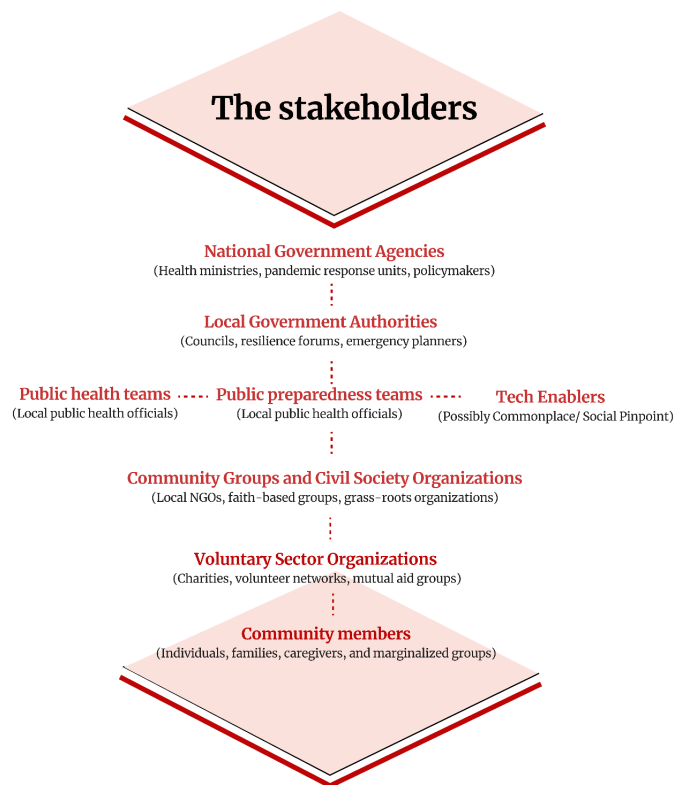 The stakeholders
National Government Agencies
(Health ministries, pandemic response units, policymakers)
Local Government Authorities
(Councils, resilience forums, emergency planners)
Public health teams
(Local public health officials)
Public preparedness teams
(Local public health officials)
Tech Enablers
(Possibly Commonplace/ Social Pinpoint)
Community Groups and Civil Society Organizations
(Local NGOs, faith-based groups, grass-roots organizations)
Voluntary Sector Organizations
(Charities, volunteer networks, mutual aid groups)
Community members
(Individuals, families, caregivers, and marginalized groups)